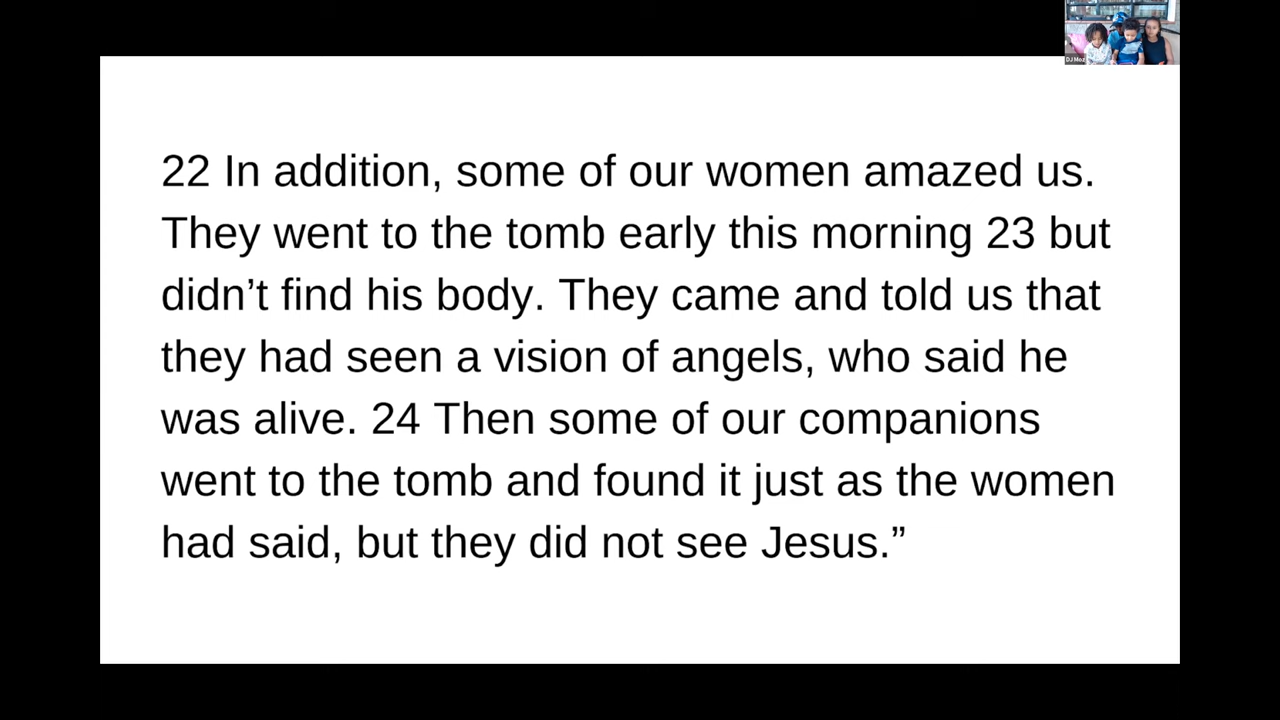 DJ Moz
22 In addition, some of our women amazed us.
They went to the tomb early this morning 23 but
didn’t find his body. They came and told us that
they had seen a vision of angels, who said he
was alive. 24 Then some of our companions
went to the tomb and found it just as the women
had said, but they did not see Jesus.”